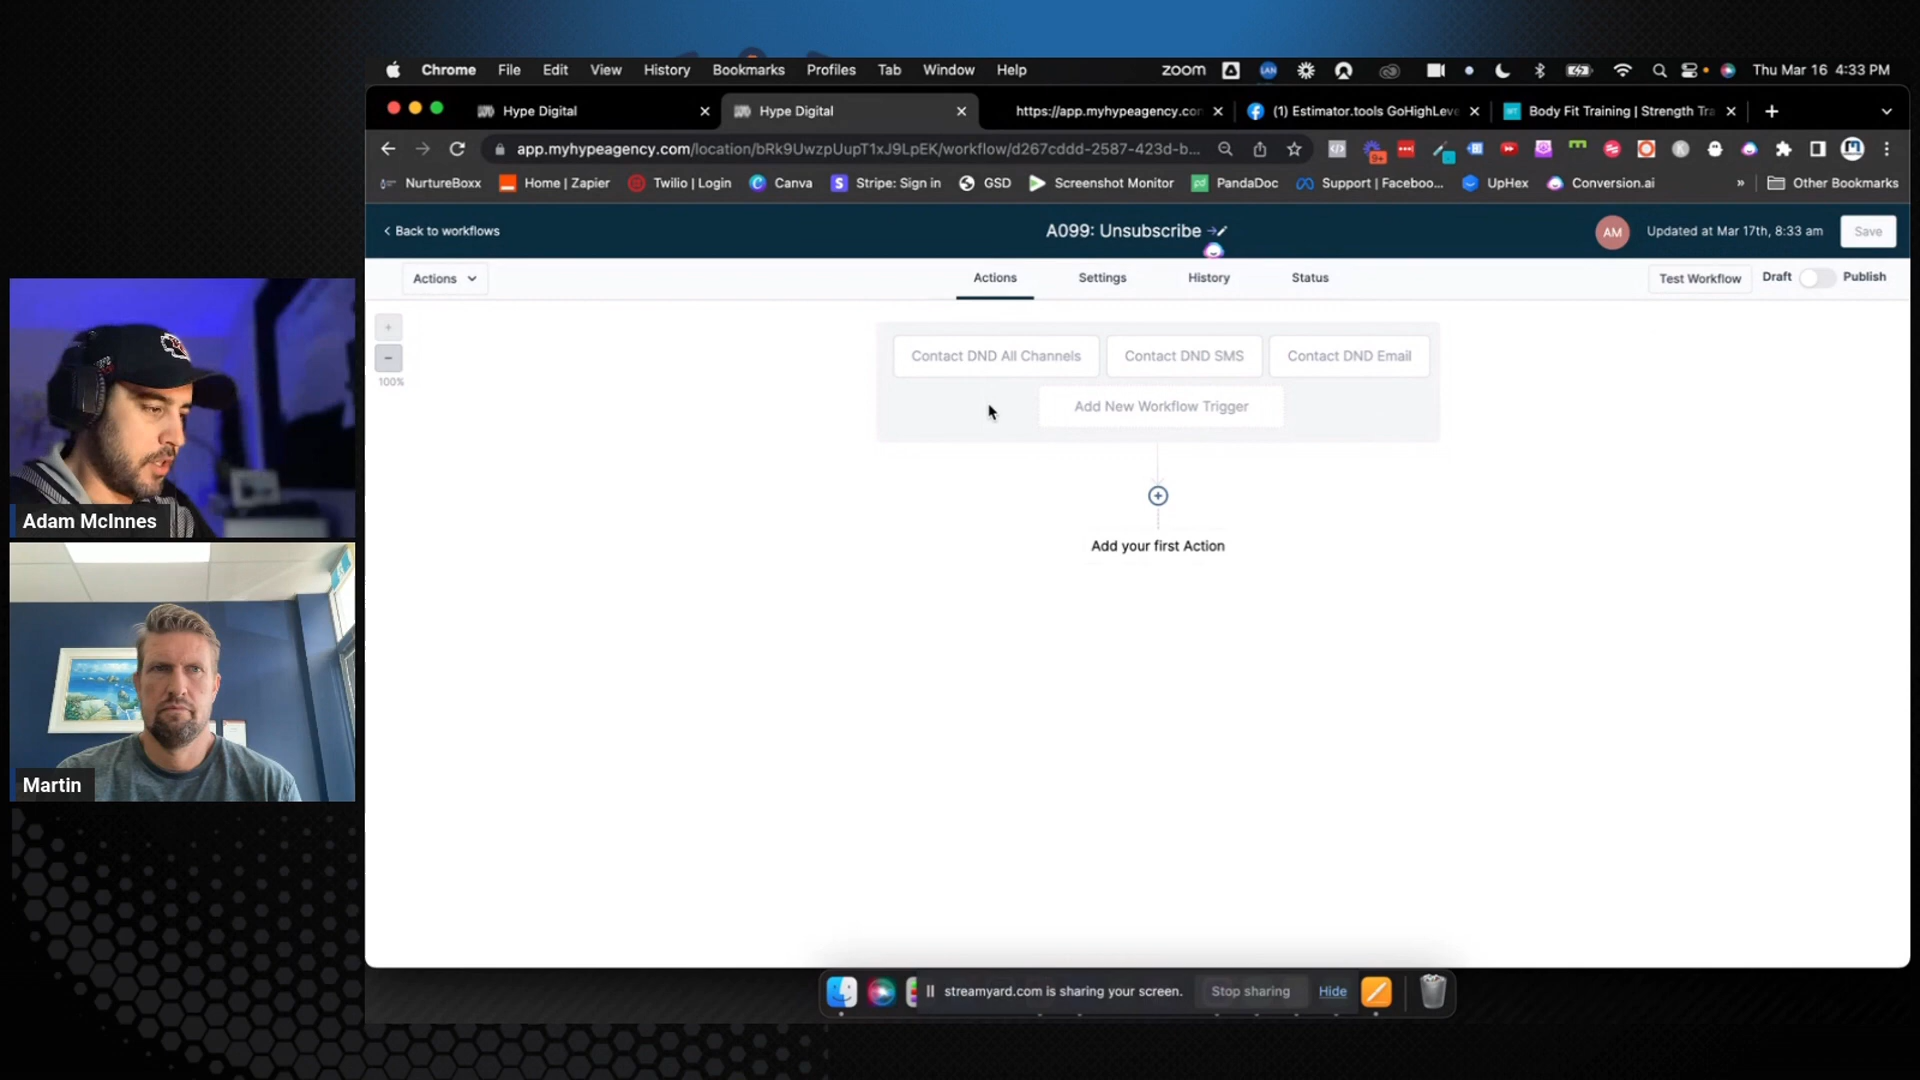 Chrome File Edit View History Bookmarks Profiles Tab Window Help
zoom
LAN
Thu Mar 16 4:33 PM
Hype Digital
Hype Digital
https://app.myhypeagency.con
(1) Estimator.tools GoHighLeve
Body Fit Training | Strength Tra
app.myhypeagency.com/location/bRk9UwzpUupT1xJ9LpEK/workflow/d267cddd-2587-423d-b...
9+
NurtureBoxx
Home | Zapier
Twilio | Login
Canva
Stripe: Sign in
GSD
Screenshot Monitor
PandaDoc
Support | Faceboo...
UpHex
Conversion.ai
»
Other Bookmarks
Back to workflows
A099: Unsubscribe
AM
Updated at Mar 17th, 8:33 am
Save
Actions
Actions
Settings
History
Status
Test Workflow
Draft
Publish
100%
Contact DND All Channels
Contact DND SMS
Contact DND Email
Add New Workflow Trigger
Add your first Action
Adam McInnes
Martin
streamyard.com is sharing your screen.
Stop sharing
Hide